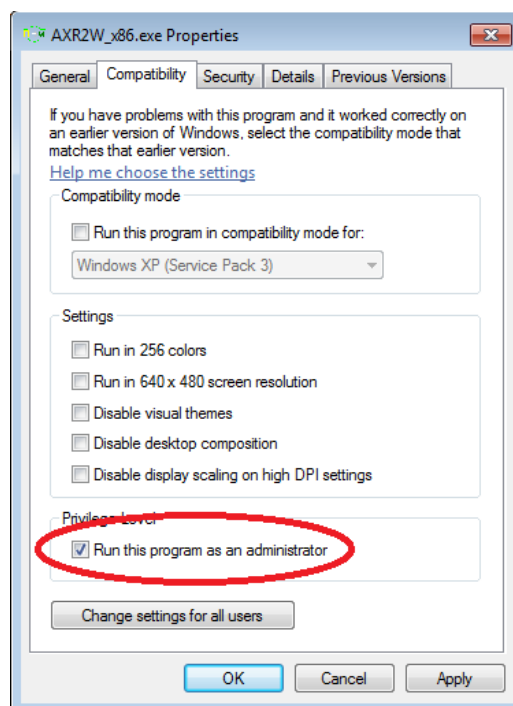 AXR2W_x86.exe Properties
General Compatibility Security Details Previous Versions
If you have problems with this program and it worked correctly on
an earlier version of Windows, select the compatibility mode that
matches that earlier version.
Help me choose the settings
Compatibility mode
Run this program in compatibility mode for:
Windows XP (Service Pack 3)
Settings
Run in 256 colors
Run in 640 x 480 screen resolution
Disable visual themes
Disable desktop composition
Disable display scaling on high DPI settings
Privilege Level
Run this program as an administrator
Change settings for all users
OK Cancel Apply